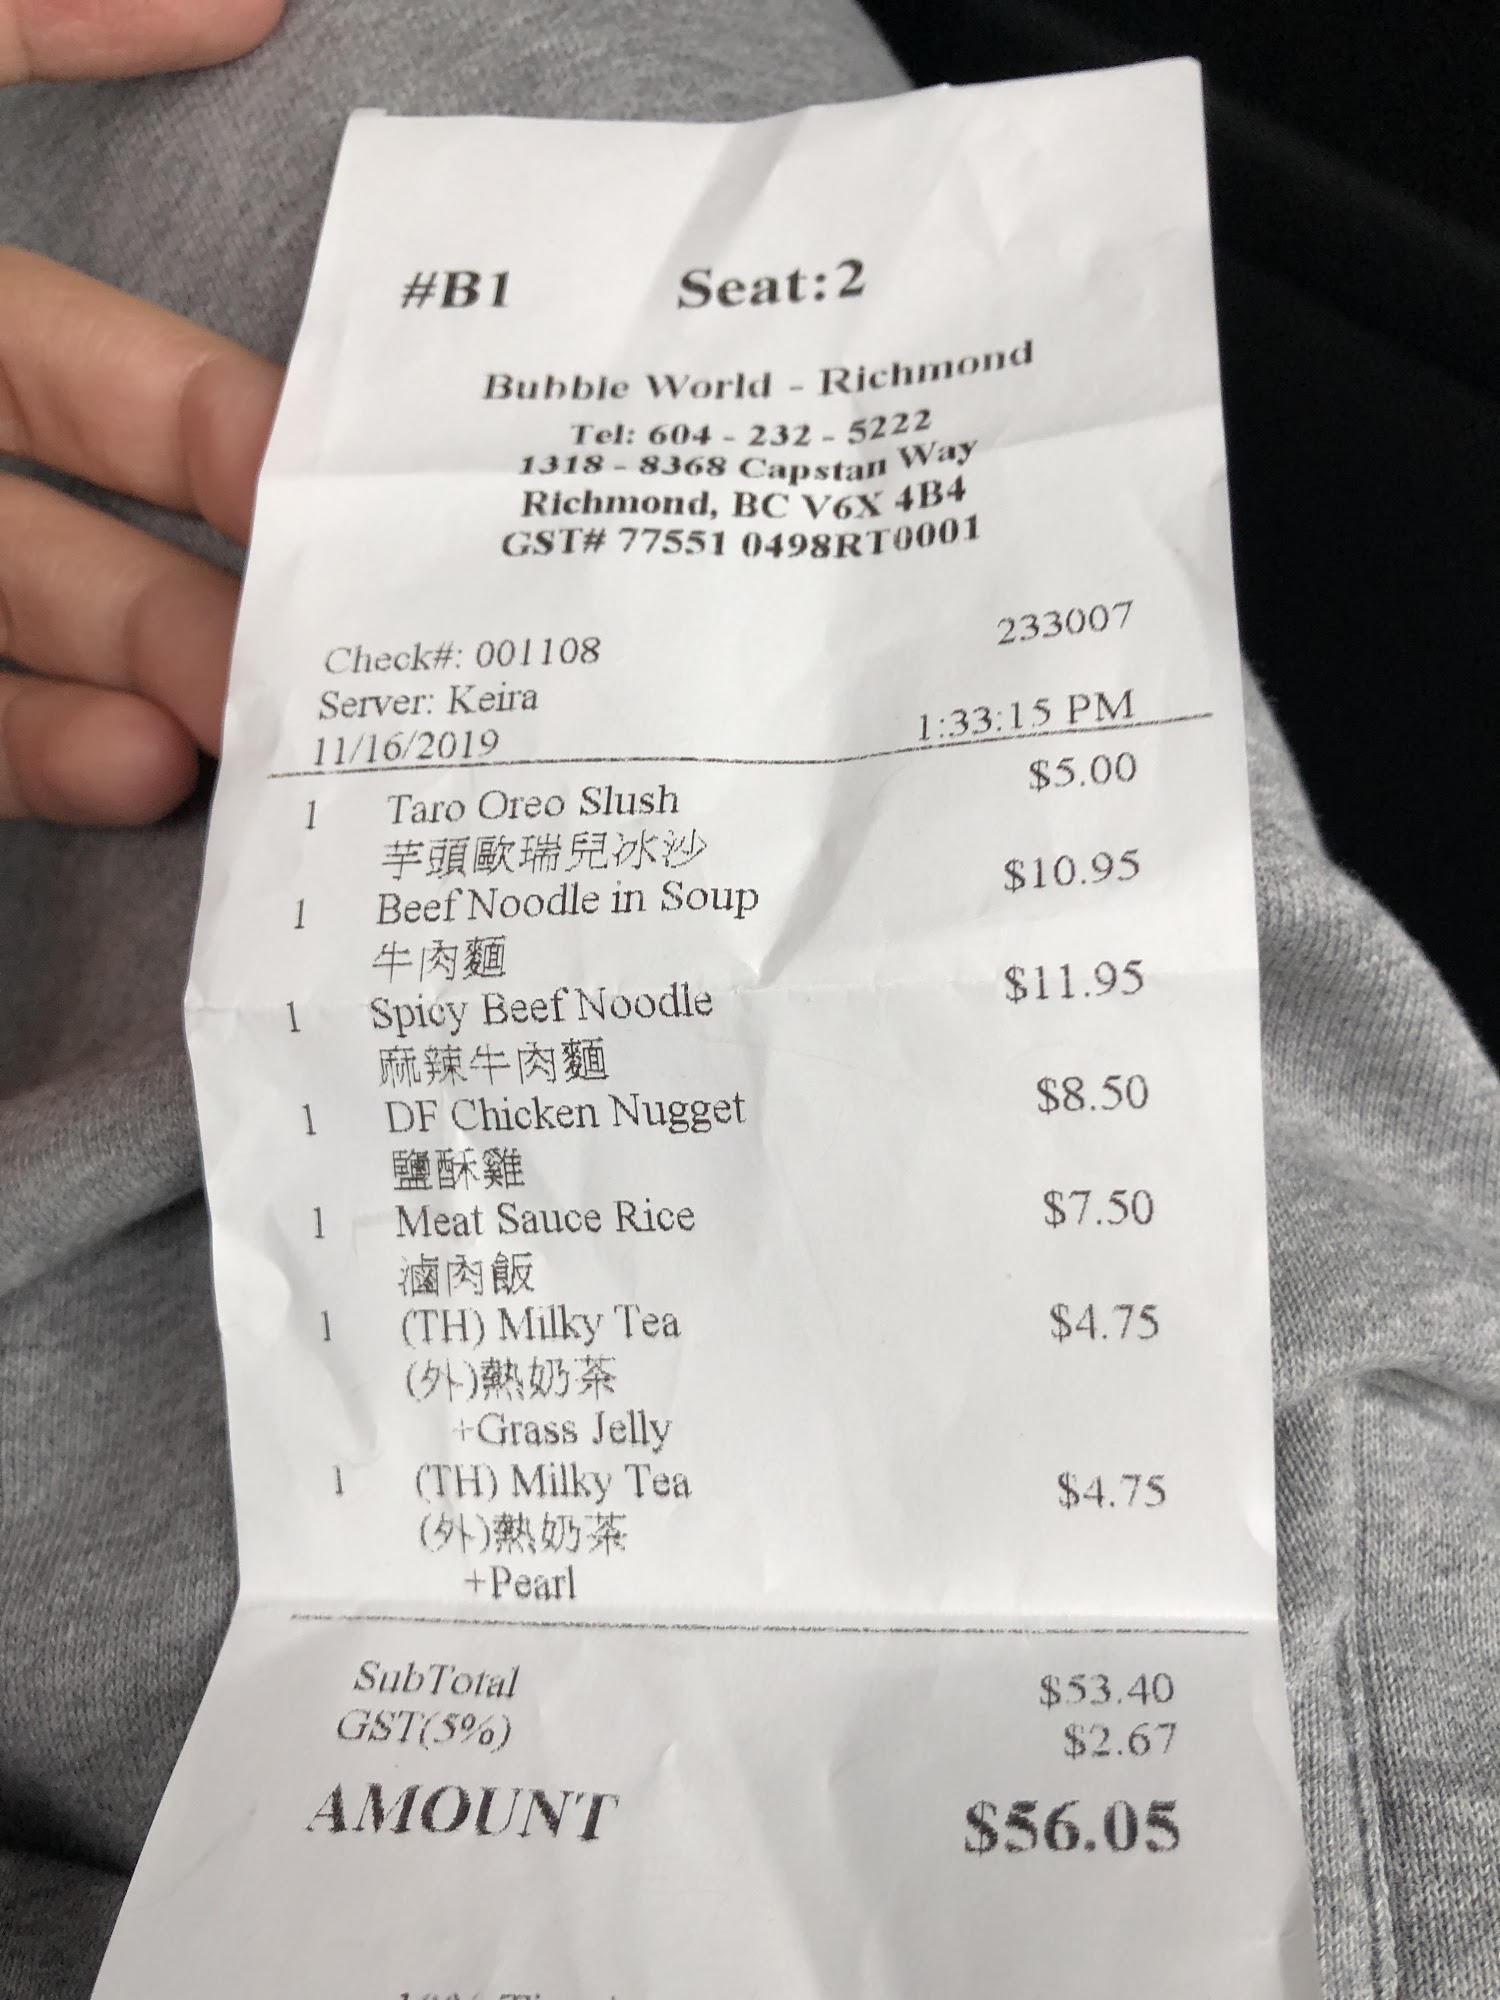 #B1 Seat:2
Bubble World - Richmond
Tel: 604 - 232 - 5222
1318 - 8368 Capstan Way
Richmond, BC V6X 4B4
GST# 77551 0498RT0001
Check#: 001108 233007
Server: Keira
11/16/2019 1:33:15 PM
1 Taro Oreo Slush $5.00
芋頭歐瑞兒冰沙
1 Beef Noodle in Soup $10.95
牛肉麵
1 Spicy Beef Noodle $11.95
麻辣牛肉麵
1 DF Chicken Nugget $8.50
鹽酥雞
1 Meat Sauce Rice $7.50
滷肉飯
1 (TH) Milky Tea $4.75
(外)熱奶茶
+Grass Jelly
1 (TH) Milky Tea $4.75
(外)熱奶茶
+Pearl
SubTotal $53.40
GST(5%) $2.67
AMOUNT $56.05